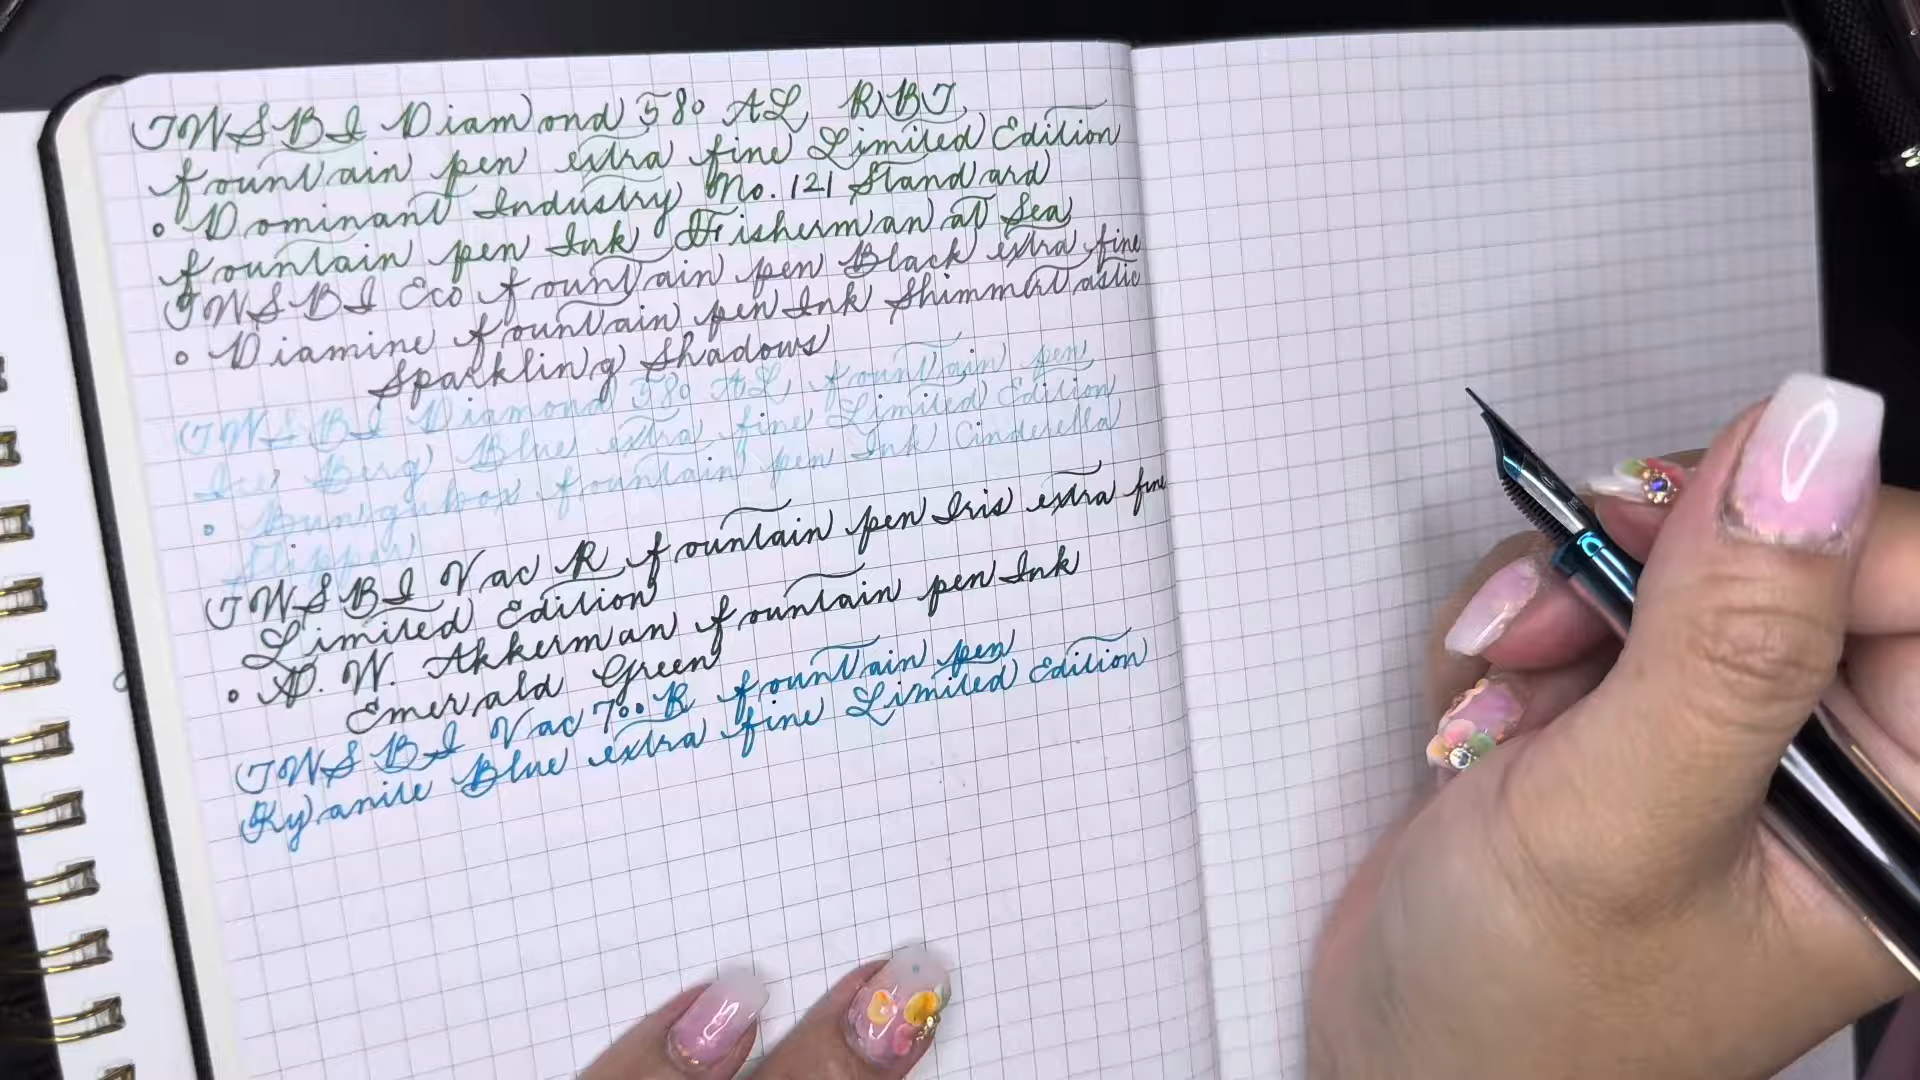 TWSBI Diamond 580 AL RBT
fountain pen extra fine Limited Edition
• Dominant Industry No. 121 Standard
fountain pen Ink Fisherman at Sea
TWSBI Eco fountain pen Black extra fine
• Diamine fountain pen Ink Shimmertastic
Sparkling Shadows
TWSBI Diamond 580 AL fountain pen
Ice Berg Blue extra fine Limited Edition
• Bungubox fountain pen Ink Cinderella
Slipper
TWSBI Vac R fountain pen Iris extra fine
Limited Edition
• P. W. Akkerman fountain pen Ink
Emerald Green
TWSBI Vac 700 R fountain pen
Kyanite Blue extra fine Limited Edition